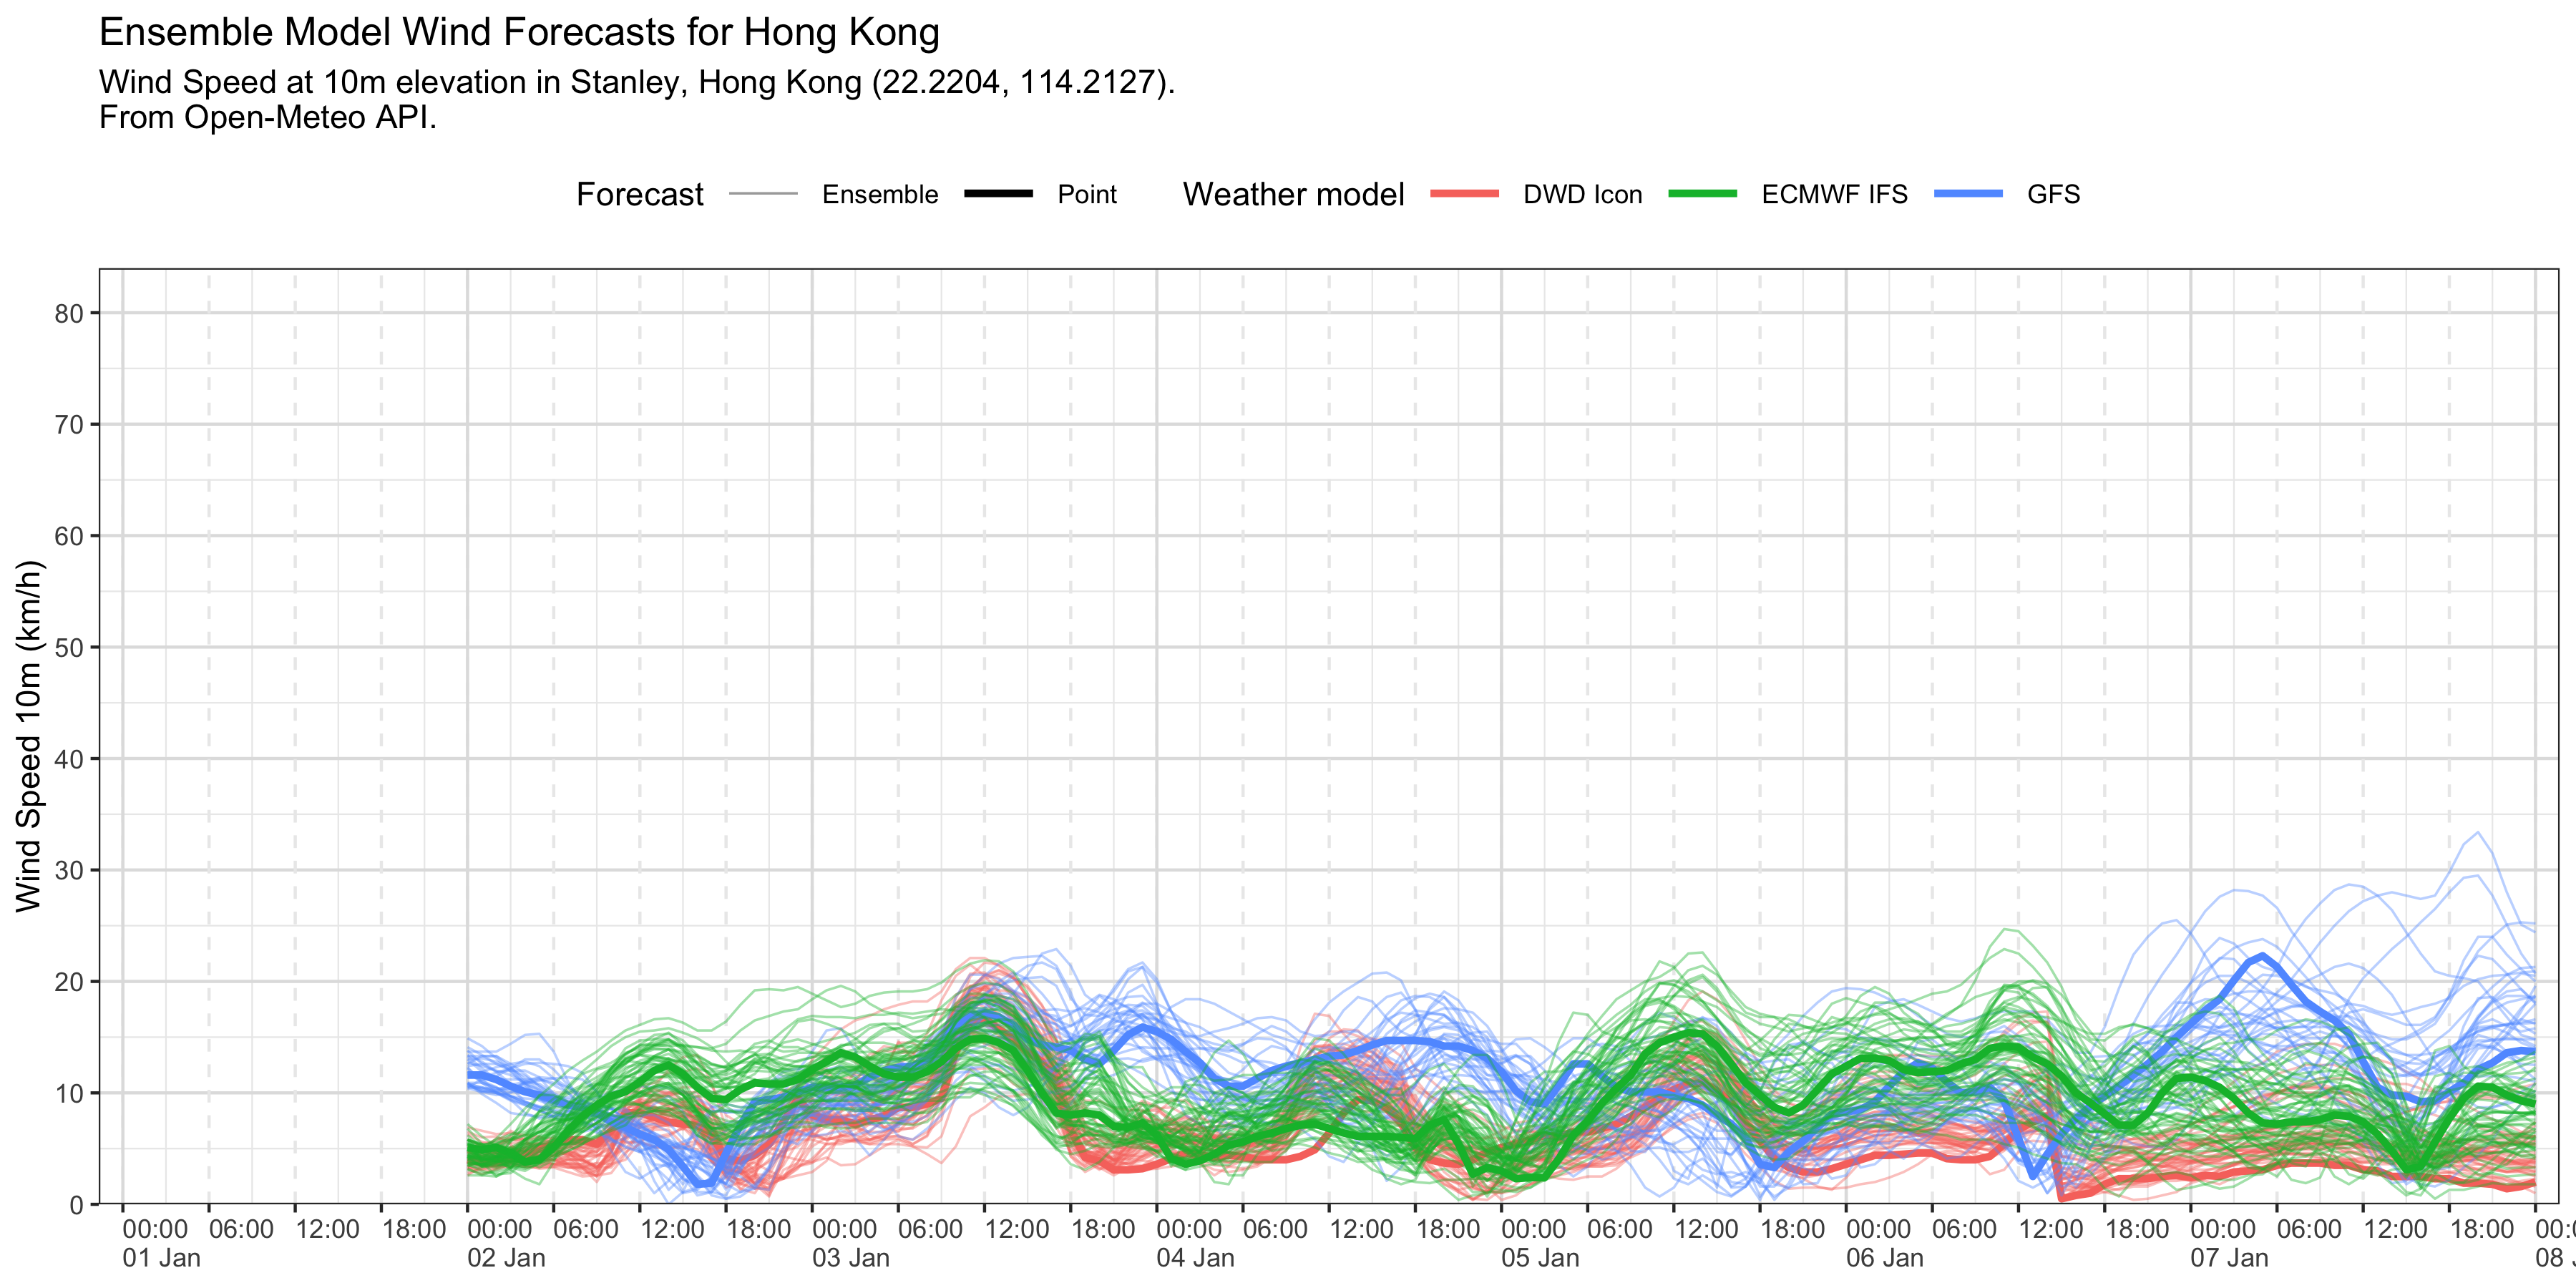 Ensemble Model Wind Forecasts for Hong Kong
Wind Speed at 10m elevation in Stanley, Hong Kong (22.2204, 114.2127).
From Open-Meteo API.
Forecast Ensemble Point Weather model DWD Icon ECMWF IFS GFS
Wind Speed 10m (km/h)
80
70
60
50
40
30
20
10
0
00:00 06:00 12:00 18:00 00:00 06:00 12:00 18:00 00:00 06:00 12:00 18:00 00:00 06:00 12:00 18:00 00:00 06:00 12:00 18:00 00:00 06:00 12:00 18:00 00:00 06:00 12:00 18:00
01 Jan 02 Jan 03 Jan 04 Jan 05 Jan 06 Jan 07 Jan 08